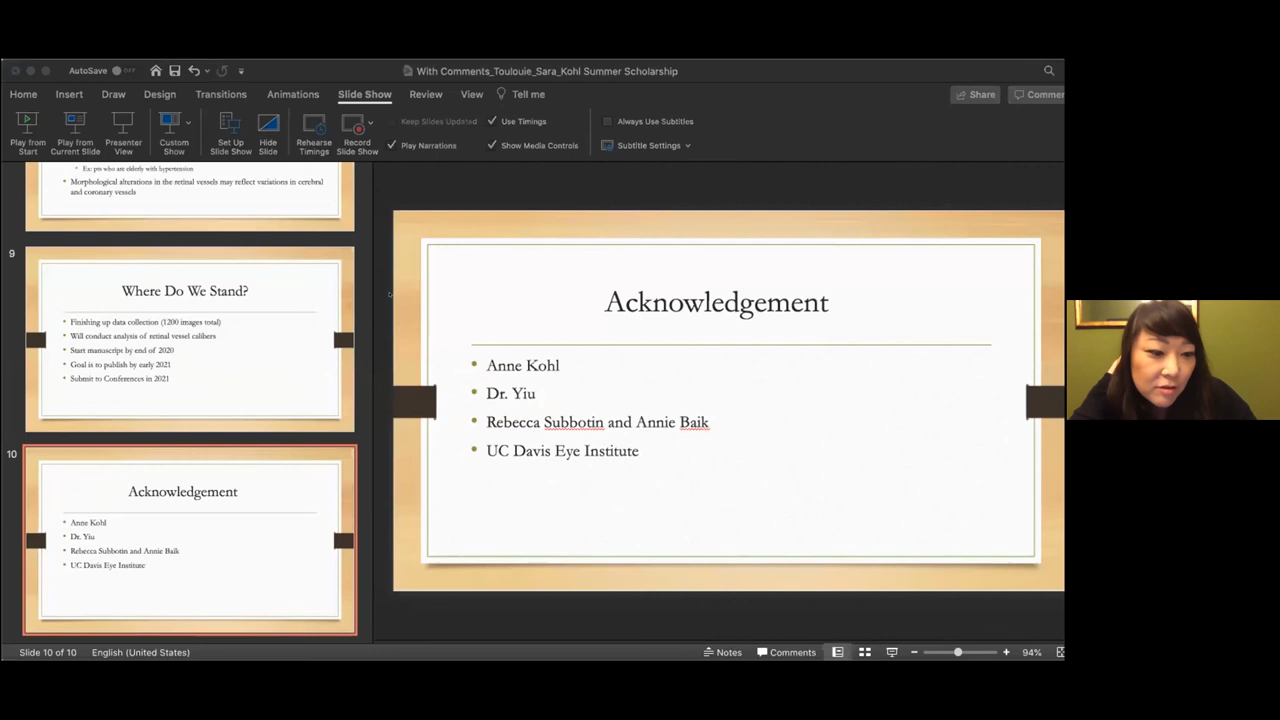 AutoSave OFF
With Comments_Toulouie_Sara_Kohl Summer Scholarship
Home Insert Draw Design Transitions Animations Slide Show Review View Tell me
Share Commer
Play from Start
Play from Current Slide
Presenter View
Custom Show
Set Up Slide Show
Hide Slide
Rehearse Timings
Record Slide Show
Keep Slides Updated
Play Narrations
Use Timings
Show Media Controls
Always Use Subtitles
Subtitle Settings
Ex: pts who are elderly with hypertension
Morphological alterations in the retinal vessels may reflect variations in cerebral
and coronary vessels
9
Where Do We Stand?
Finishing up data collection (1200 images total)
Will conduct analysis of retinal vessel calibers
Start manuscript by end of 2020
Goal is to publish by early 2021
Submit to Conferences in 2021
10
Acknowledgement
Anne Kohl
Dr. Yiu
Rebecca Subbotin and Annie Baik
UC Davis Eye Institute
Acknowledgement
Anne Kohl
Dr. Yiu
Rebecca Subbotin and Annie Baik
UC Davis Eye Institute
Slide 10 of 10 English (United States)
Notes Comments 94%